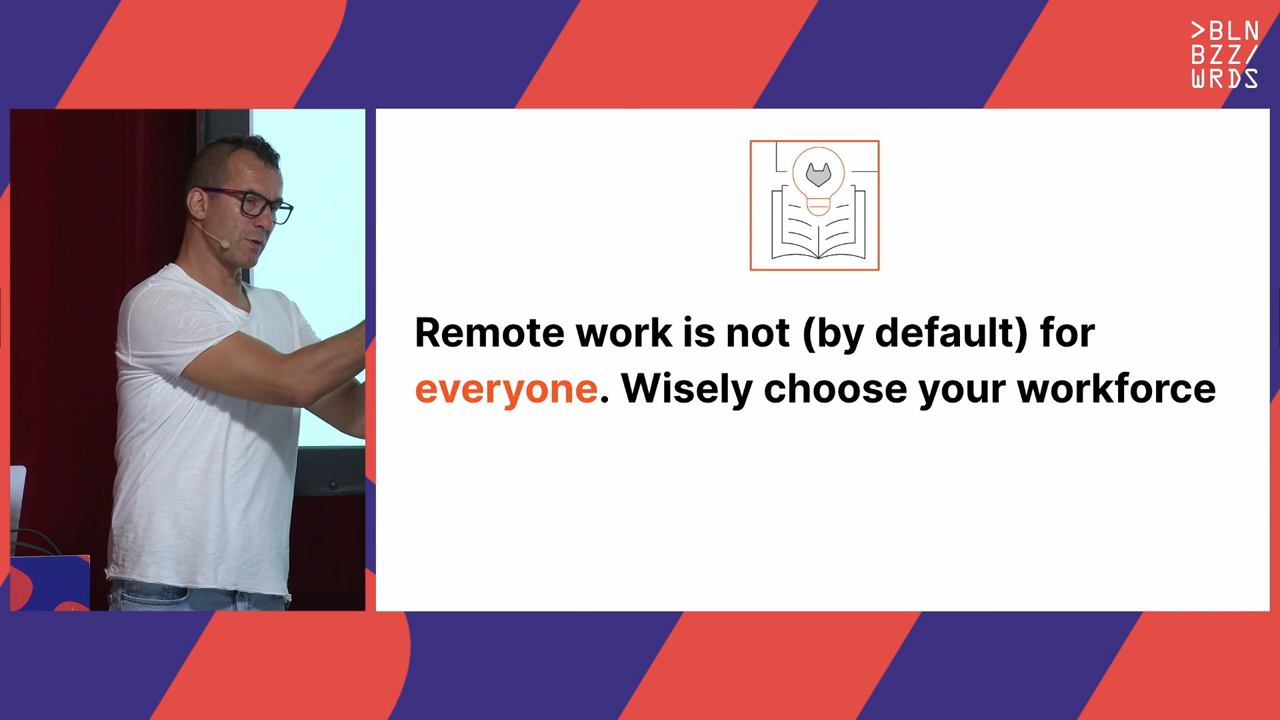 >BLN
BZZ/
WRDS
Remote work is not (by default) for
everyone. Wisely choose your workforce